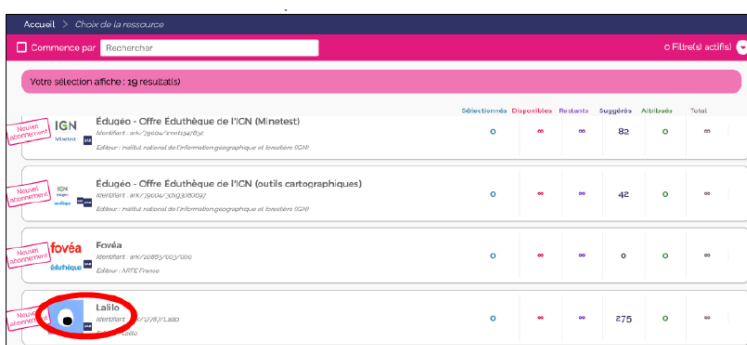 Accueil > Choix de la ressource
Commence par Rechercher 0 Filtre(s) actif(s)
Votre sélection affiche : 19 resultat(s)
Sélectionnés Disponibles Restants Suggérés Attribués Total
Nouvel abonnement IGN Minetest GAR
Édugéo - Offre Éduthèque de l'IGN (Minetest)
Editeur : Institut national de l'information géographique et forestière (IGN)
0 ∞ ∞ 82 0 ∞
Nouvel abonnement IGN
Édugéo - Offre Éduthèque de l'IGN (outils cartographiques)
Editeur : Institut national de l'information géographique et forestière (IGN)
0 ∞ ∞ 42 0 ∞
Nouvel abonnement fovéa éduthèque GAR
Fovéa
Editeur : ARTE France
0 ∞ ∞ 0 0 ∞
Nouvel abonnement
Lalilo
0 ∞ ∞ 275 0 ∞